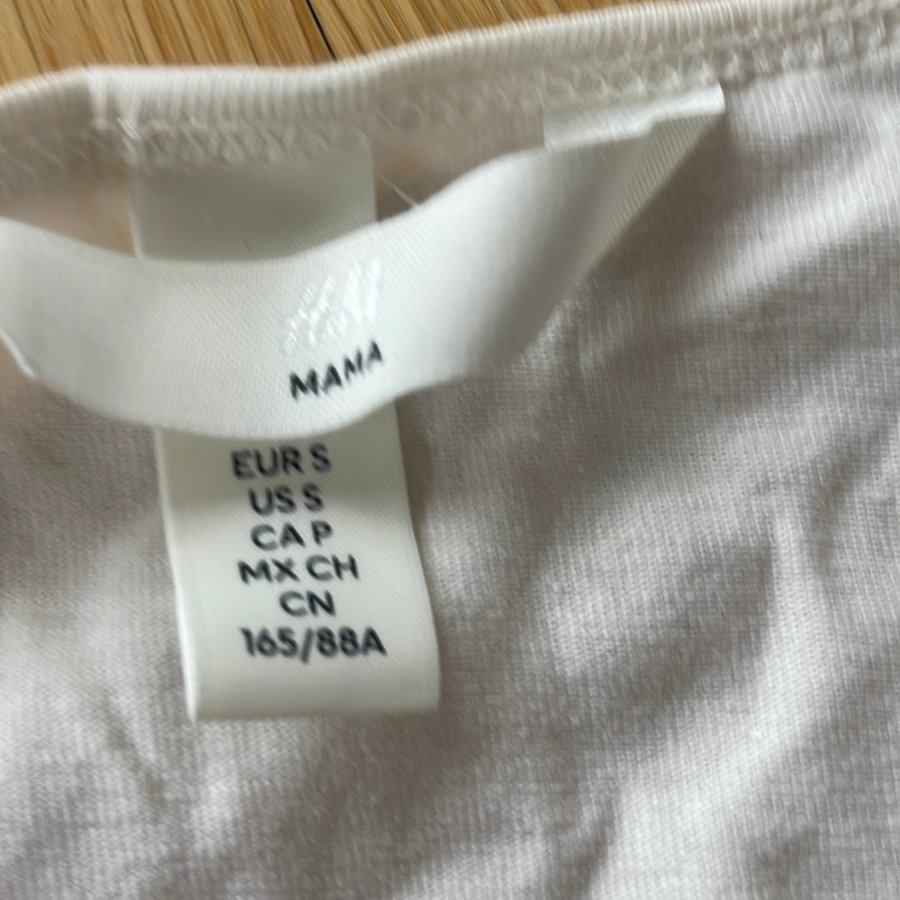 H&M
MAMA
EUR S
US S
CA P
MX CH
CN
165/88A